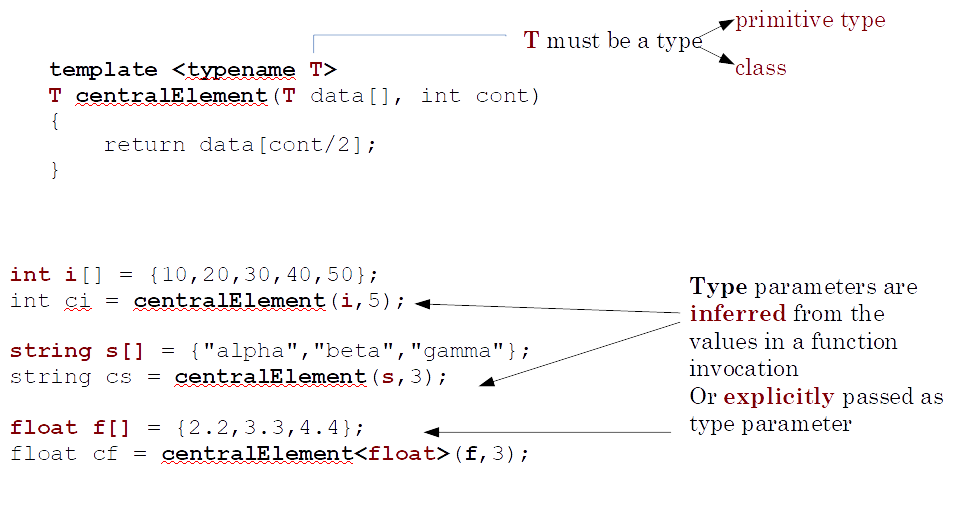 primitive type
T must be a type
class
template <typename T>
T centralElement(T data[], int cont)
{
return data[cont/2];
}
int i[] = {10,20,30,40,50};
int ci = centralElement(i,5);
string s[] = {"alpha","beta","gamma"};
string cs = centralElement(s,3);
float f[] = {2.2,3.3,4.4};
float cf = centralElement<float>(f,3);
Type parameters are
inferred from the
values in a function
invocation
Or explicitly passed as
type parameter